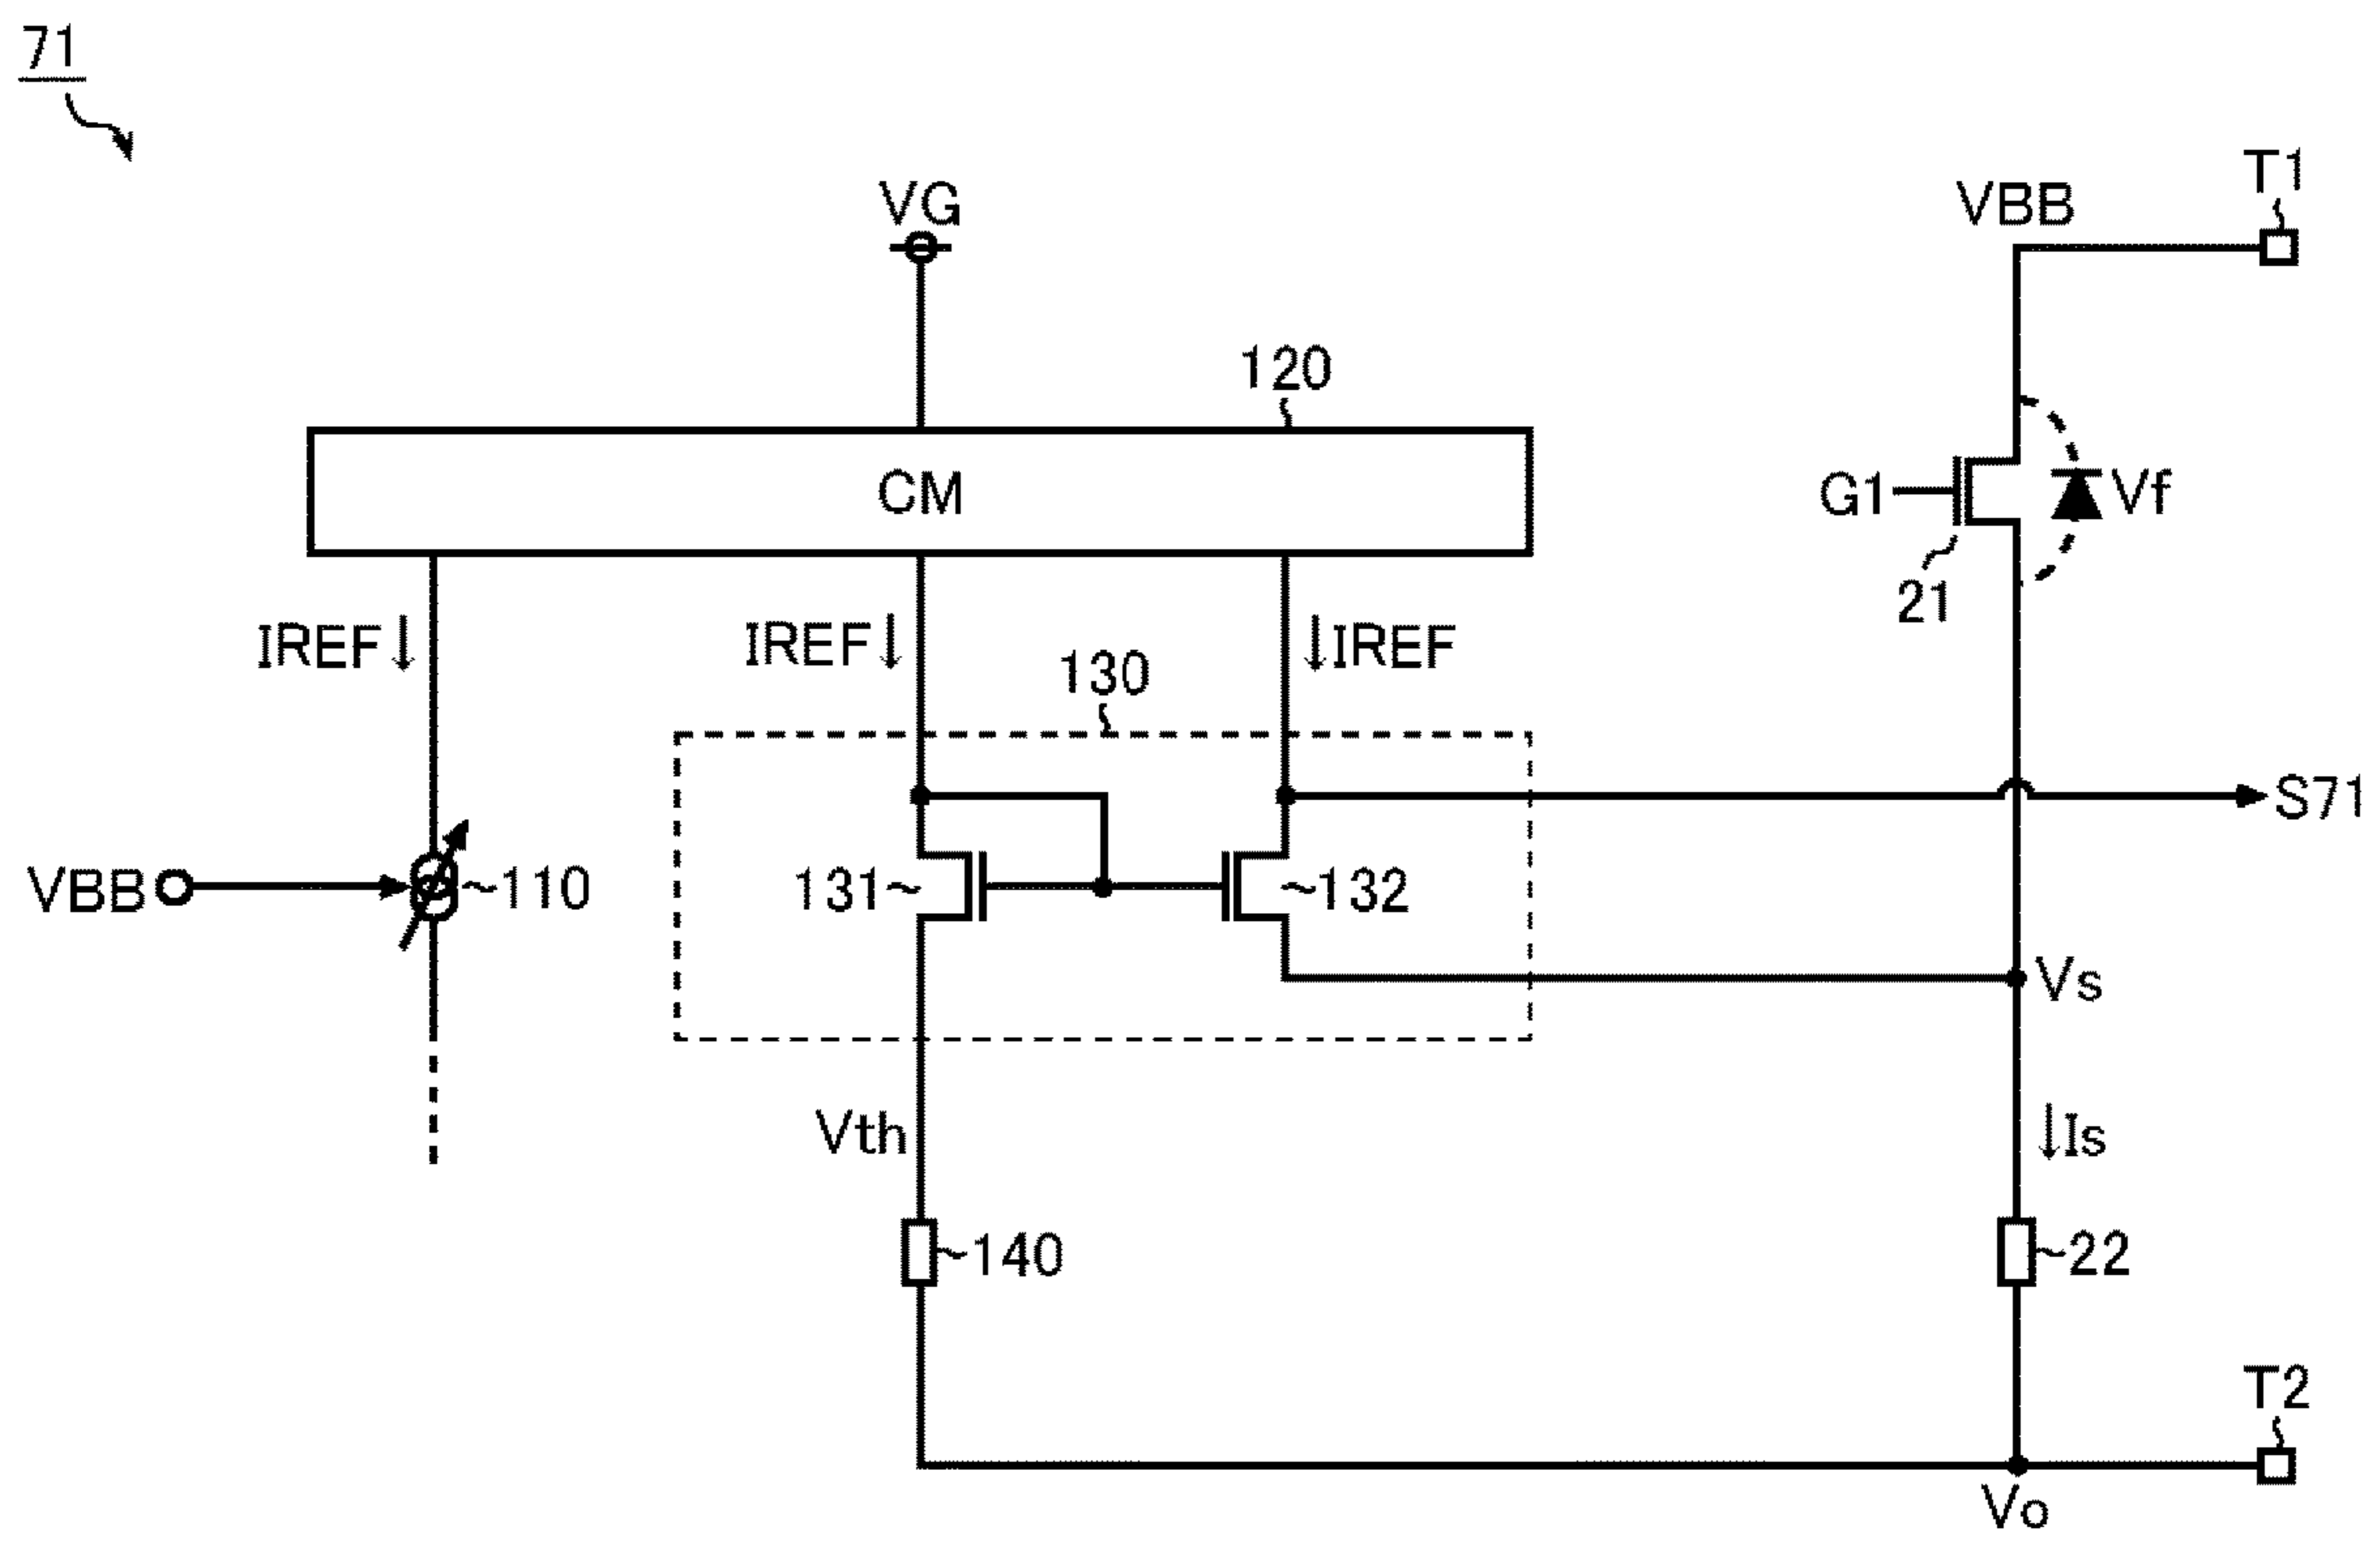 71
VG
VBB
T1
120
CM
G1
Vf
21
IREF
IREF
IREF
130
S71
VBB
110
131
132
Vs
Vth
Is
140
22
T2
Vo